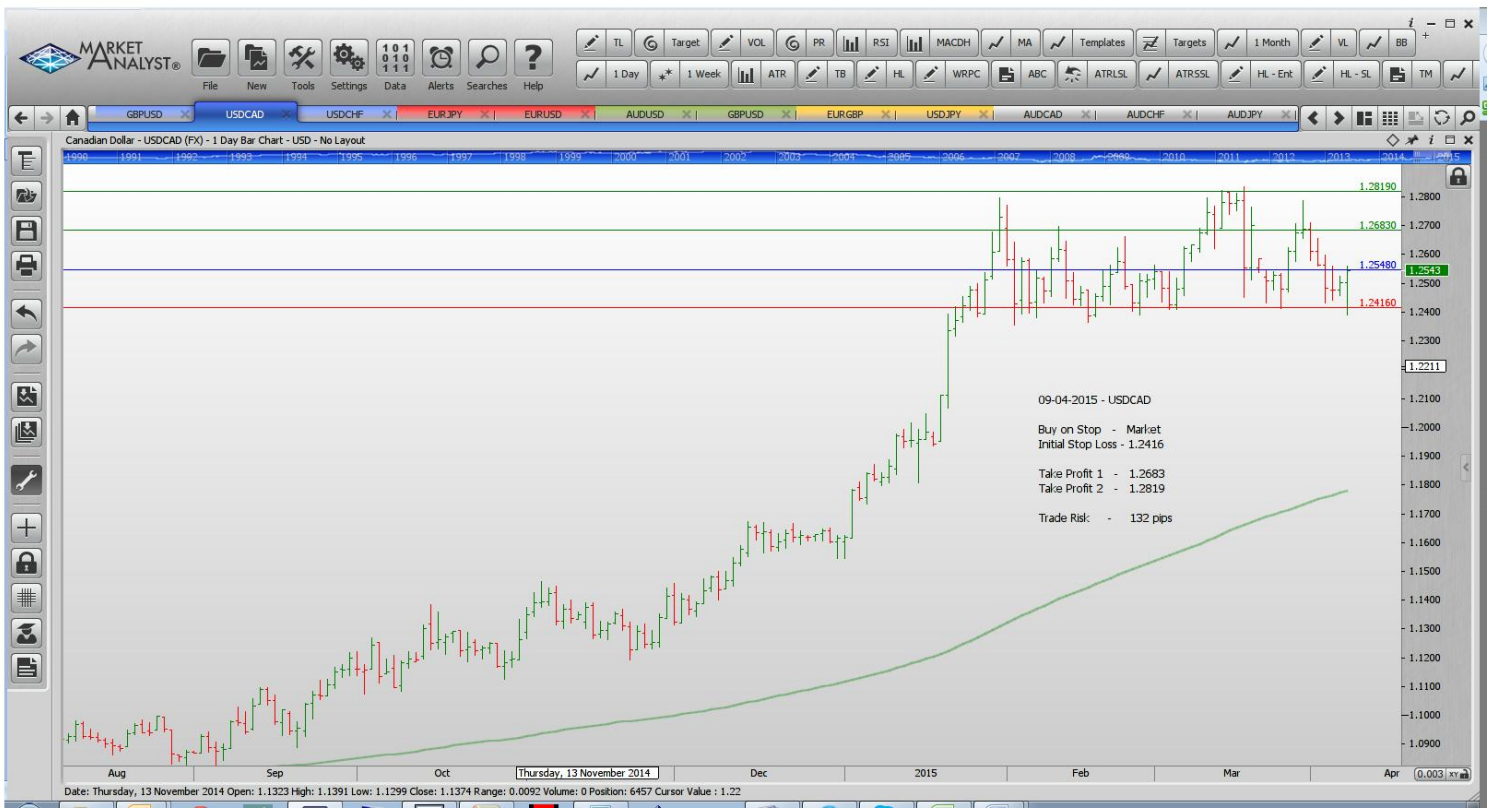 i
MARKET
ANALYST®
File New Tools Settings Data Alerts Searches Help
TL Target VOL PR RSI MACDH MA Templates Targets 1 Month VL BB
1 Day 1 Week ATR TB HL WRPC ABC ATRLSL ATRSSL HL - Ent HL - SL TM
GBPUSD USDCAD USDCHF EURJPY EURUSD AUDUSD GBPUSD EURGBP USDJPY AUDCAD AUDCHF AUDJPY
Canadian Dollar - USDCAD (FX) - 1 Day Bar Chart - USD - No Layout
1990 1991 1992 1993 1994 1995 1996 1997 1998 1999 2000 2001 2002 2003 2004 2005 2006 2007 2008 2009 2010 2011 2012 2013 2014 2015
1.28190
1.2800
1.26830
1.2700
1.2600
1.25480
1.2543
1.2500
1.24160
1.2400
1.2300
1.2211
1.2100
1.2000
1.1900
1.1800
1.1700
1.1600
1.1500
1.1400
1.1300
1.1200
1.1100
1.1000
1.0900
09-04-2015 - USDCAD
Buy on Stop - Market
Initial Stop Loss - 1.2416
Take Profit 1 - 1.2683
Take Profit 2 - 1.2819
Trade Risk - 132 pips
Aug Sep Oct Thursday, 13 November 2014 Dec 2015 Feb Mar Apr 0.003 XY
Date: Thursday, 13 November 2014 Open: 1.1323 High: 1.1391 Low: 1.1299 Close: 1.1374 Range: 0.0092 Volume: 0 Position: 6457 Cursor Value : 1.22